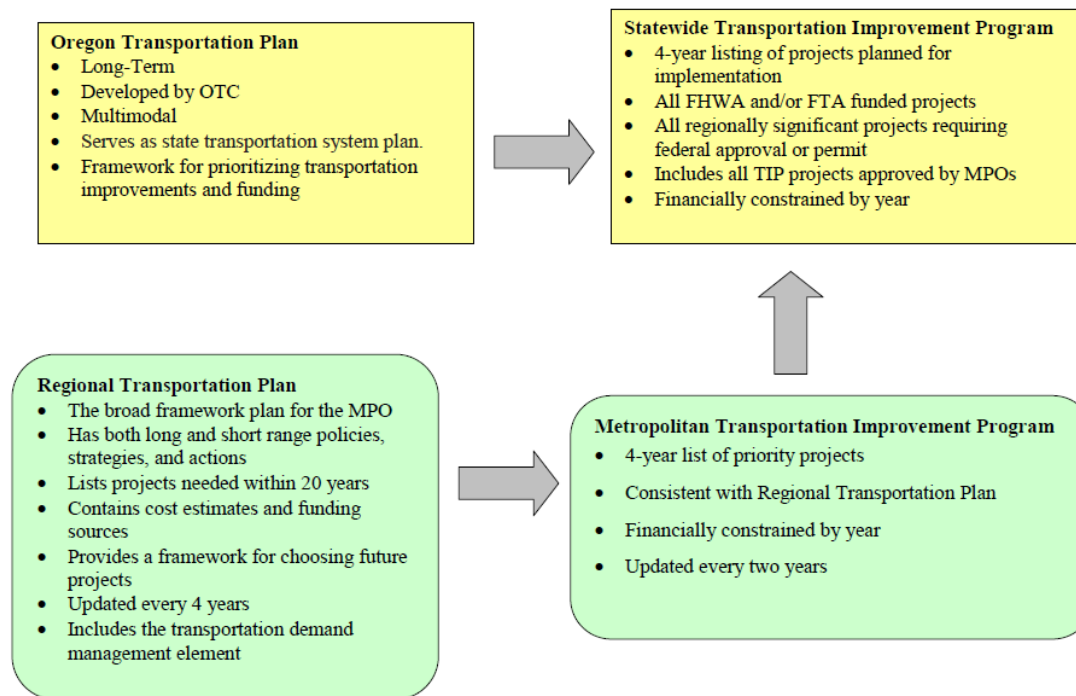 Oregon Transportation Plan
• Long-Term
• Developed by OTC
• Multimodal
• Serves as state transportation system plan.
• Framework for prioritizing transportation
improvements and funding
Statewide Transportation Improvement Program
• 4-year listing of projects planned for
implementation
• All FHWA and/or FTA funded projects
• All regionally significant projects requiring
federal approval or permit
• Includes all TIP projects approved by MPOs
• Financially constrained by year
Regional Transportation Plan
• The broad framework plan for the MPO
• Has both long and short range policies,
strategies, and actions
• Lists projects needed within 20 years
• Contains cost estimates and funding
sources
• Provides a framework for choosing future
projects
• Updated every 4 years
• Includes the transportation demand
management element
Metropolitan Transportation Improvement Program
• 4-year list of priority projects
• Consistent with Regional Transportation Plan
• Financially constrained by year
• Updated every two years